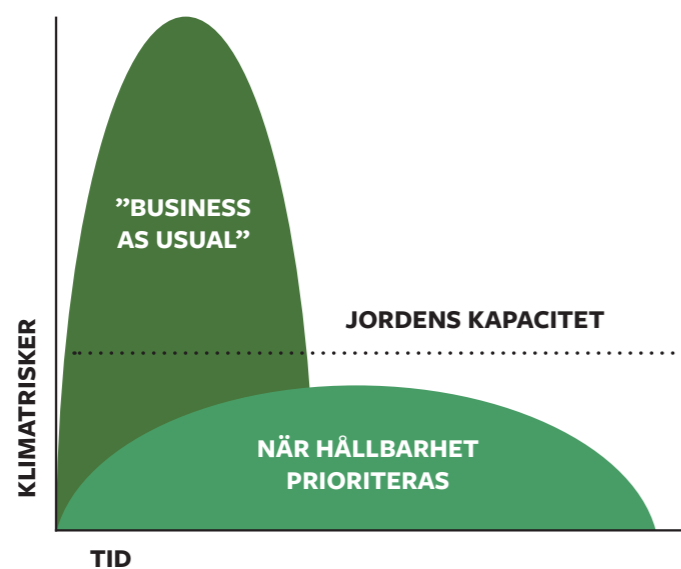 ”BUSINESS
AS USUAL”
JORDENS KAPACITET
KLIMATRISKER
NÄR HÅLLBARHET
PRIORITERAS
TID